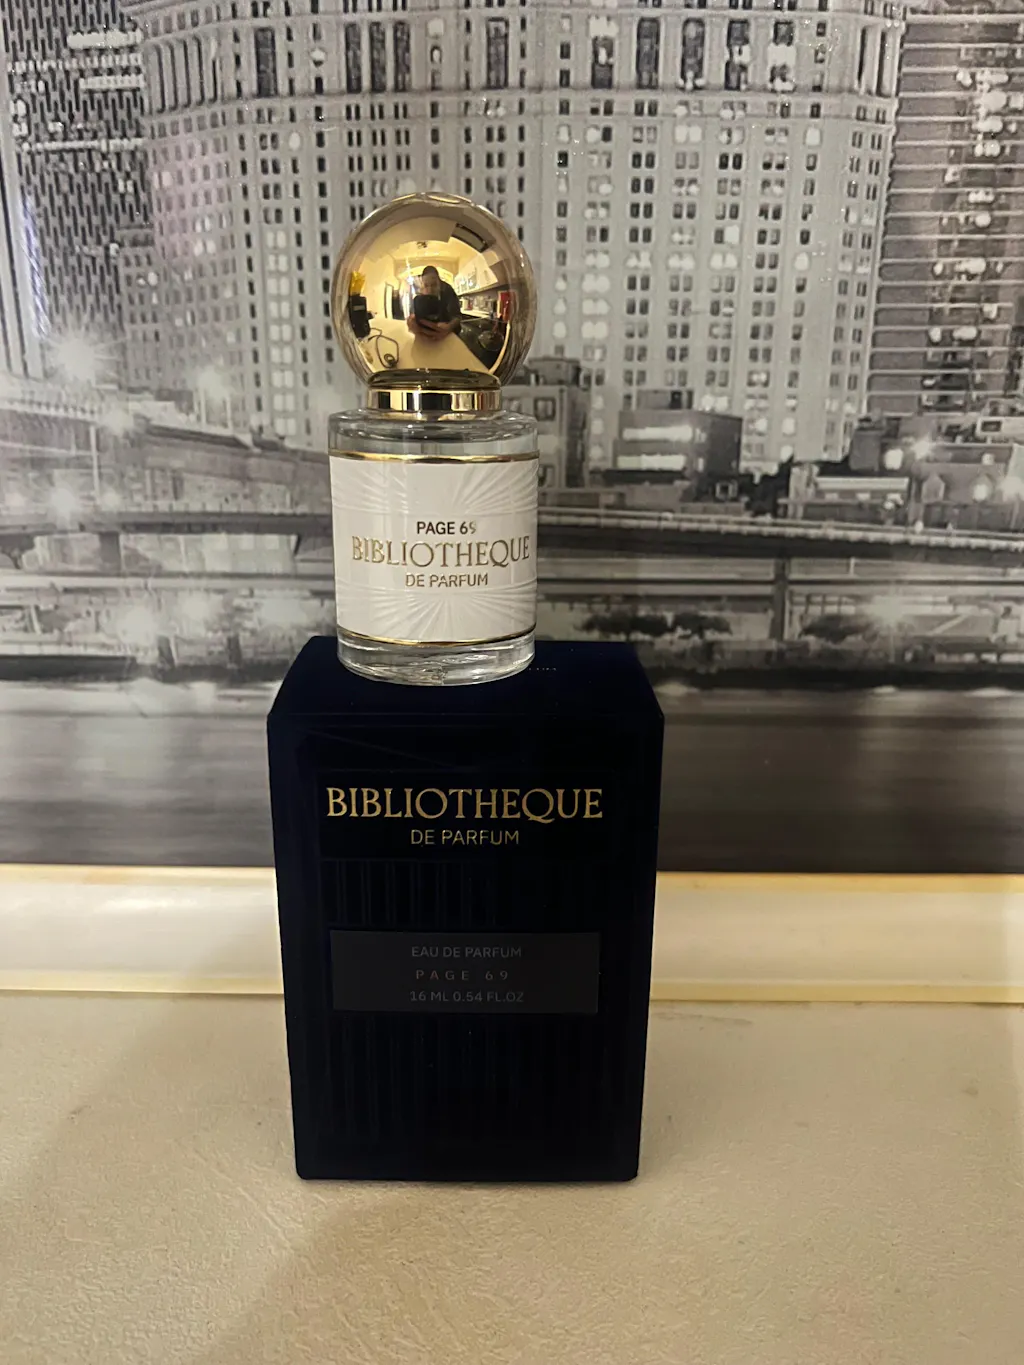 PAGE 69
BIBLIOTHEQUE
DE PARFUM
BIBLIOTHEQUE
DE PARFUM
EAU DE PARFUM
PAGE 69
16 ML 0.54 FL.OZ